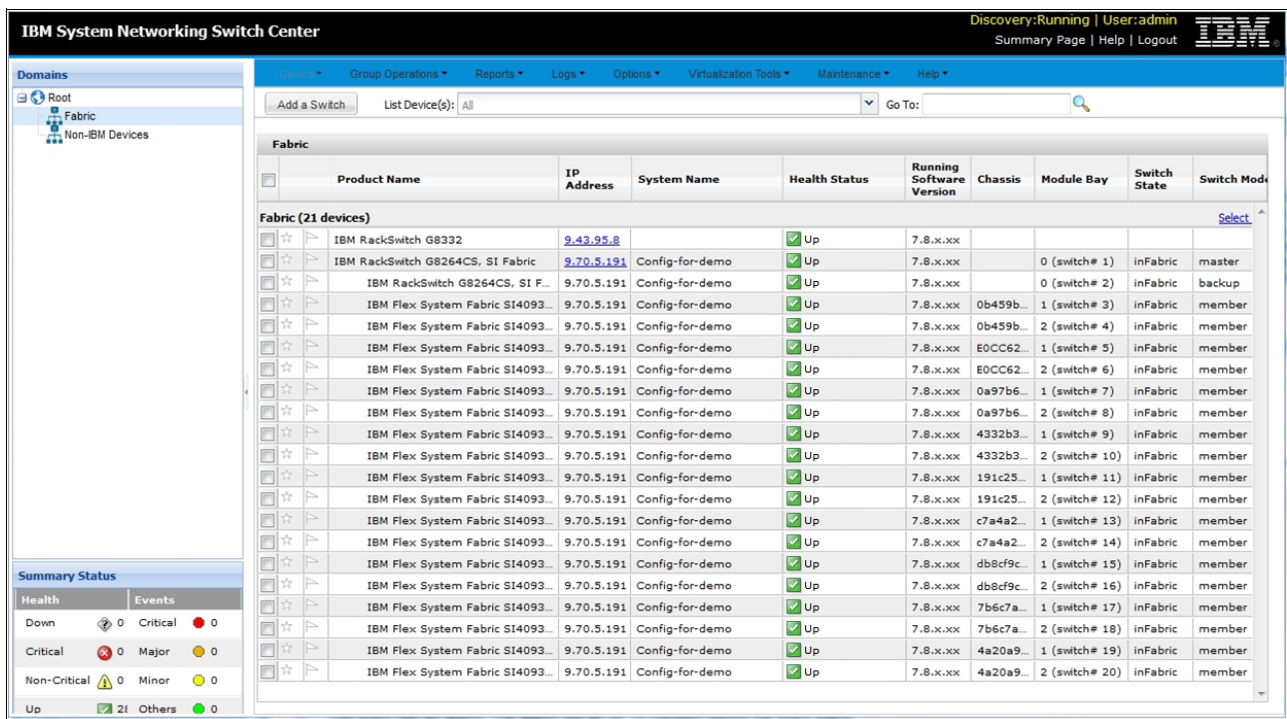 IBM System Networking Switch Center
Discovery:Running | User:admin
Summary Page | Help | Logout
IBM
Domains
Root
Fabric
Non-IBM Devices
Device Group Operations Reports Logs Options Virtualization Tools Maintenance Help
Add a Switch List Device(s): All Go To:
Fabric
Product Name IP Address System Name Health Status Running Software Version Chassis Module Bay Switch State Switch Mode
Fabric (21 devices) Select
IBM RackSwitch G8332 9.43.95.8 Up 7.8.x.xx
IBM RackSwitch G8264CS, SI Fabric 9.70.5.191 Config-for-demo Up 7.8.x.xx 0 (switch# 1) inFabric master
IBM RackSwitch G8264CS, SI F... 9.70.5.191 Config-for-demo Up 7.8.x.xx 0 (switch# 2) inFabric backup
IBM Flex System Fabric SI4093... 9.70.5.191 Config-for-demo Up 7.8.x.xx 0b459b... 1 (switch# 3) inFabric member
IBM Flex System Fabric SI4093... 9.70.5.191 Config-for-demo Up 7.8.x.xx 0b459b... 2 (switch# 4) inFabric member
IBM Flex System Fabric SI4093... 9.70.5.191 Config-for-demo Up 7.8.x.xx E0CC62... 1 (switch# 5) inFabric member
IBM Flex System Fabric SI4093... 9.70.5.191 Config-for-demo Up 7.8.x.xx E0CC62... 2 (switch# 6) inFabric member
IBM Flex System Fabric SI4093... 9.70.5.191 Config-for-demo Up 7.8.x.xx 0a97b6... 1 (switch# 7) inFabric member
IBM Flex System Fabric SI4093... 9.70.5.191 Config-for-demo Up 7.8.x.xx 0a97b6... 2 (switch# 8) inFabric member
IBM Flex System Fabric SI4093... 9.70.5.191 Config-for-demo Up 7.8.x.xx 4332b3... 1 (switch# 9) inFabric member
IBM Flex System Fabric SI4093... 9.70.5.191 Config-for-demo Up 7.8.x.xx 4332b3... 2 (switch# 10) inFabric member
IBM Flex System Fabric SI4093... 9.70.5.191 Config-for-demo Up 7.8.x.xx 191c25... 1 (switch# 11) inFabric member
IBM Flex System Fabric SI4093... 9.70.5.191 Config-for-demo Up 7.8.x.xx 191c25... 2 (switch# 12) inFabric member
IBM Flex System Fabric SI4093... 9.70.5.191 Config-for-demo Up 7.8.x.xx c7a4a2... 1 (switch# 13) inFabric member
IBM Flex System Fabric SI4093... 9.70.5.191 Config-for-demo Up 7.8.x.xx c7a4a2... 2 (switch# 14) inFabric member
IBM Flex System Fabric SI4093... 9.70.5.191 Config-for-demo Up 7.8.x.xx db8cf9c... 1 (switch# 15) inFabric member
IBM Flex System Fabric SI4093... 9.70.5.191 Config-for-demo Up 7.8.x.xx db8cf9c... 2 (switch# 16) inFabric member
IBM Flex System Fabric SI4093... 9.70.5.191 Config-for-demo Up 7.8.x.xx 7b6c7a... 1 (switch# 17) inFabric member
IBM Flex System Fabric SI4093... 9.70.5.191 Config-for-demo Up 7.8.x.xx 7b6c7a... 2 (switch# 18) inFabric member
IBM Flex System Fabric SI4093... 9.70.5.191 Config-for-demo Up 7.8.x.xx 4a20a9... 1 (switch# 19) inFabric member
IBM Flex System Fabric SI4093... 9.70.5.191 Config-for-demo Up 7.8.x.xx 4a20a9... 2 (switch# 20) inFabric member
Summary Status
Health Events
Down 0 Critical 0
Critical 0 Major 0
Non-Critical 0 Minor 0
Up Others 0